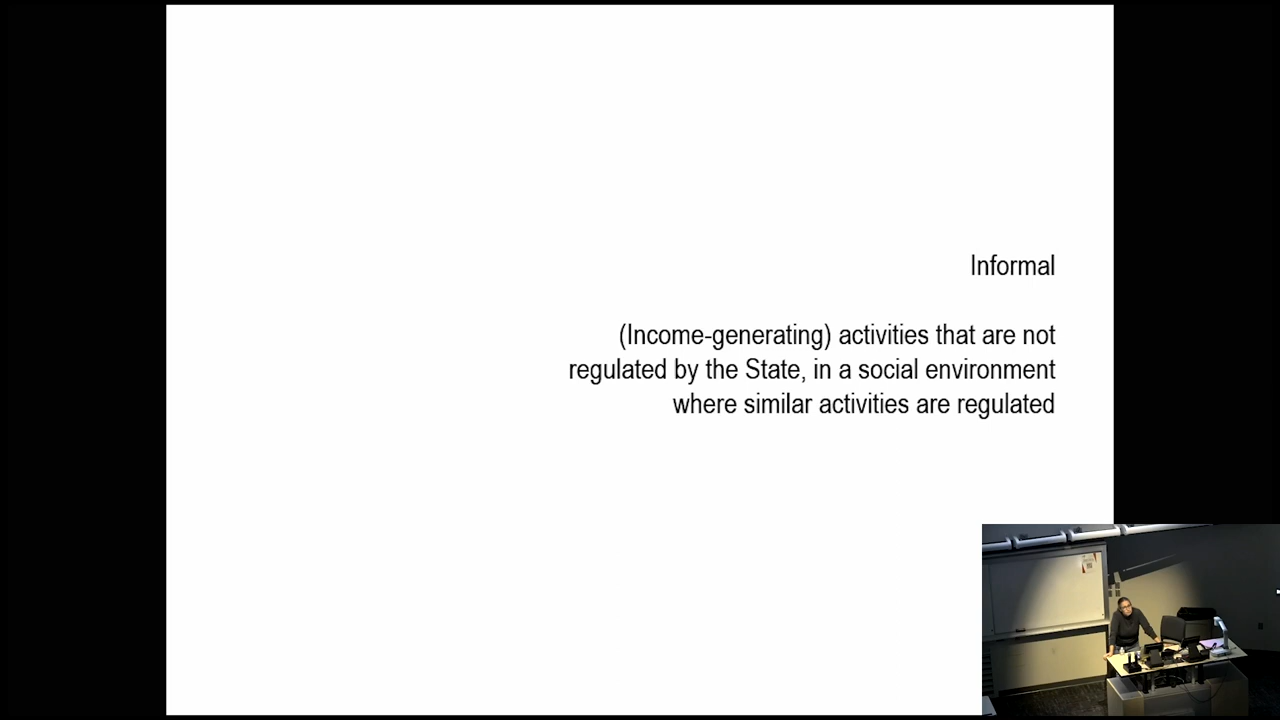 Informal
(Income-generating) activities that are not
regulated by the State, in a social environment
where similar activities are regulated